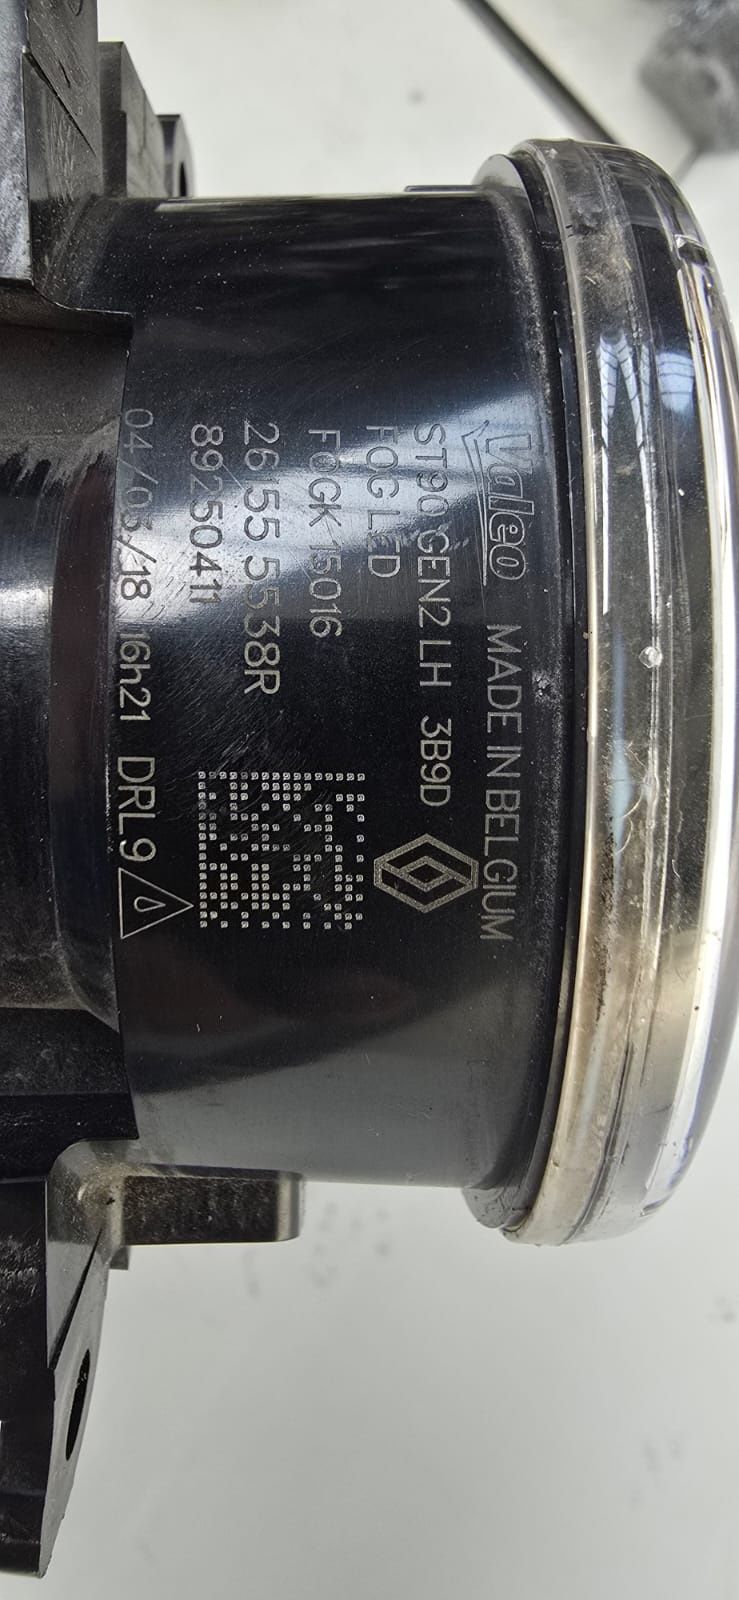 Valeo MADE IN BELGIUM
ST90 GEN2 LH 3B9D
FOG LED
FOGK 15016
26155 5538R
89250411
04/03/18 16h21 DRL9